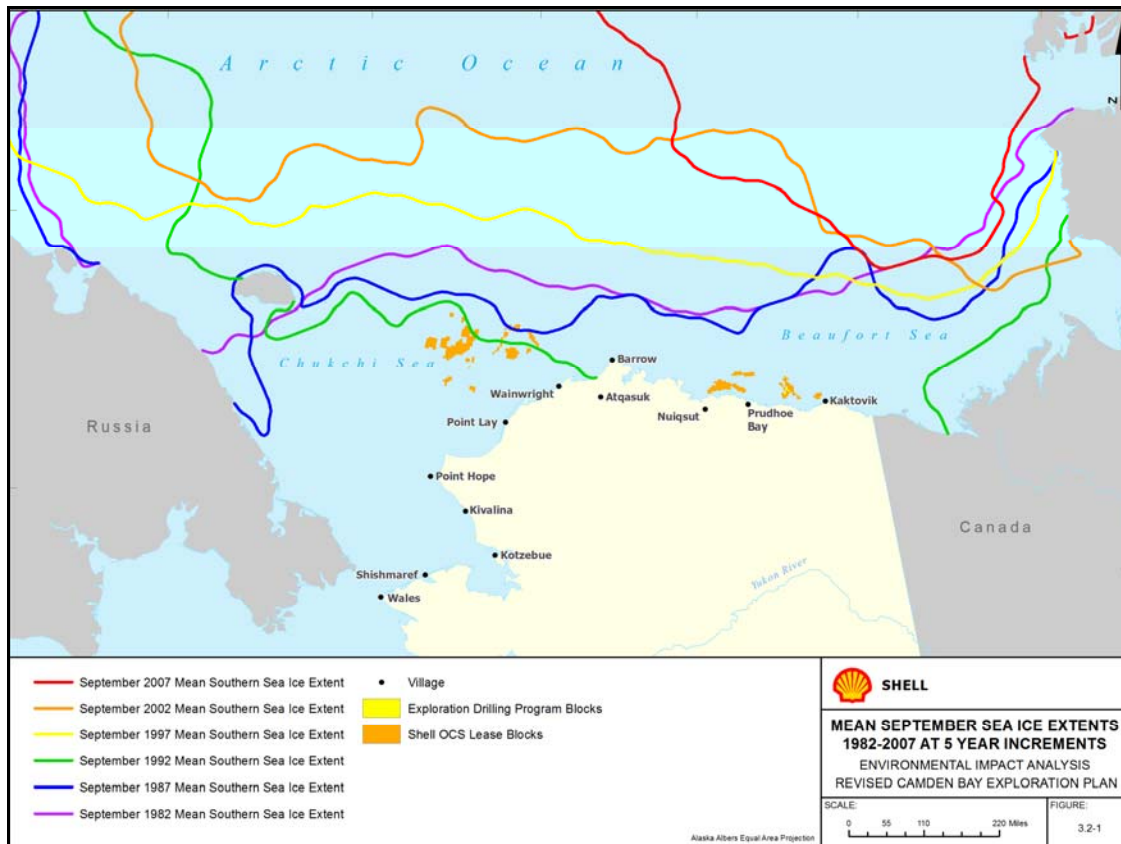 Arctic Ocean
N
Beaufort Sea
Chukchi Sea
Barrow
Wainwright
Atqasuk
Kaktovik
Nuiqsut
Prudhoe
Bay
Point Lay
Russia
Point Hope
Kivalina
Canada
Kotzebue
Shishmaref
Yukon River
Wales
September 2007 Mean Southern Sea Ice Extent
September 2002 Mean Southern Sea Ice Extent
September 1997 Mean Southern Sea Ice Extent
September 1992 Mean Southern Sea Ice Extent
September 1987 Mean Southern Sea Ice Extent
September 1982 Mean Southern Sea Ice Extent
Village
Exploration Drilling Program Blocks
Shell OCS Lease Blocks
Alaska Albers Equal Area Projection
SHELL
MEAN SEPTEMBER SEA ICE EXTENTS
1982-2007 AT 5 YEAR INCREMENTS
ENVIRONMENTAL IMPACT ANALYSIS
REVISED CAMDEN BAY EXPLORATION PLAN
SCALE:
0 55 110 220 Miles
FIGURE:
3.2-1